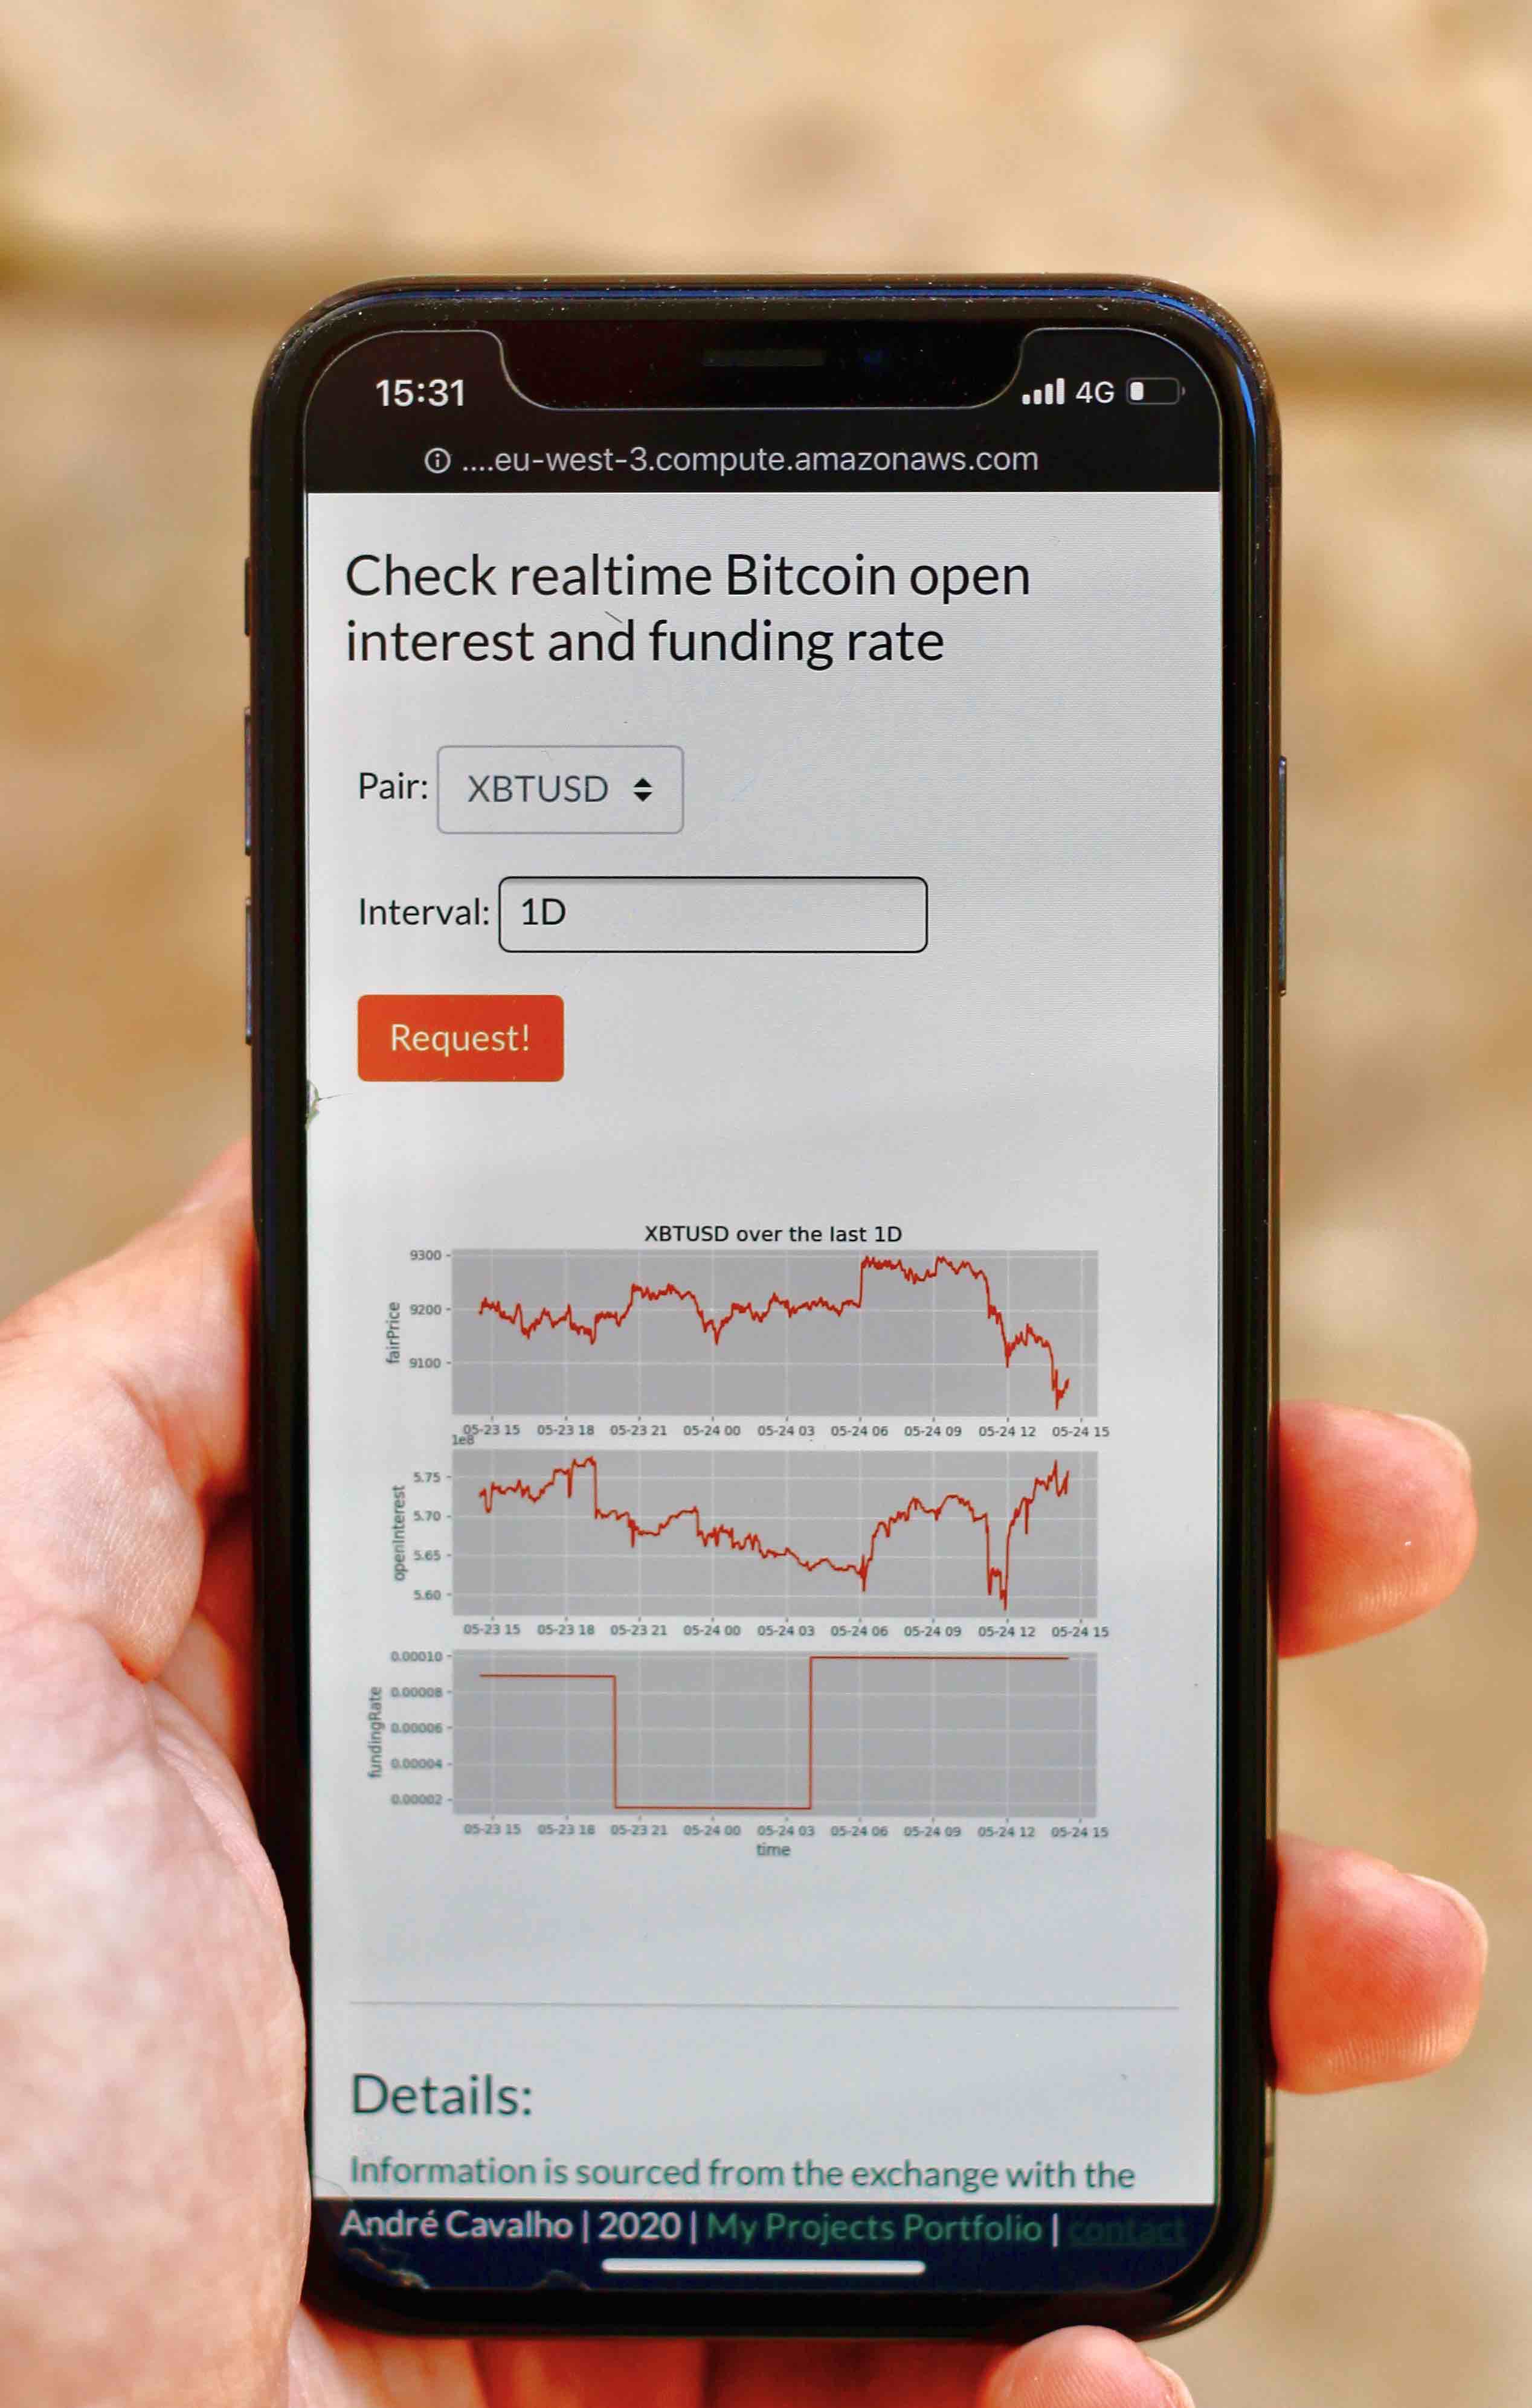 15:31 4G
....eu-west-3.compute.amazonaws.com
Check realtime Bitcoin open
interest and funding rate
Pair: XBTUSD
Interval: 1D
Request!
XBTUSD over the last 1D
9300
9200
9100
fairPrice
05-23 15 05-23 18 05-23 21 05-24 00 05-24 03 05-24 06 05-24 09 05-24 12 05-24 15
1e8
5.75
5.70
5.65
5.60
openInterest
05-23 15 05-23 18 05-23 21 05-24 00 05-24 03 05-24 06 05-24 09 05-24 12 05-24 15
0.00010
0.00008
0.00006
0.00004
0.00002
fundingRate
05-23 15 05-23 18 05-23 21 05-24 00 05-24 03 05-24 06 05-24 09 05-24 12 05-24 15
time
Details:
Information is sourced from the exchange with the
André Cavalho | 2020 | My Projects Portfolio | contact